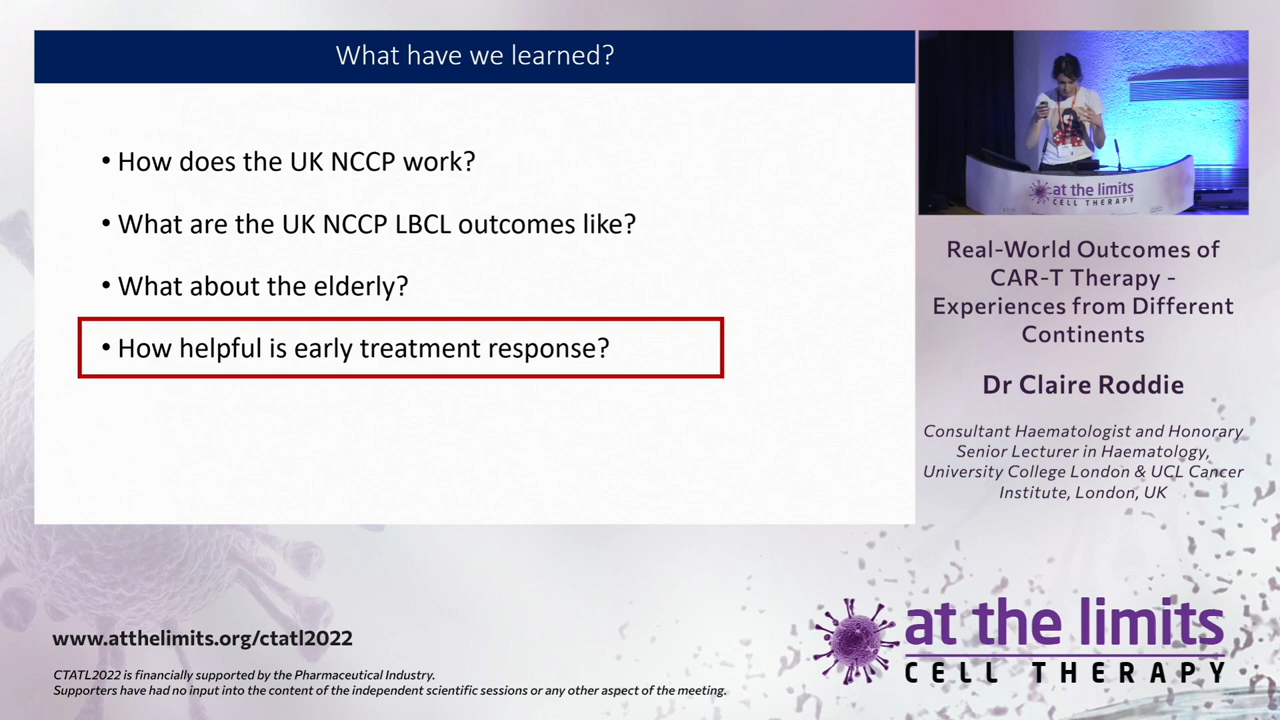 What have we learned?
• How does the UK NCCP work?
• What are the UK NCCP LBCL outcomes like?
• What about the elderly?
• How helpful is early treatment response?
at the limits
CELL THERAPY
Real-World Outcomes of
CAR-T Therapy -
Experiences from Different
Continents
Dr Claire Roddie
Consultant Haematologist and Honorary
Senior Lecturer in Haematology,
University College London & UCL Cancer
Institute, London, UK
www.atthelimits.org/ctatl2022
CTATL2022 is financially supported by the Pharmaceutical Industry.
Supporters have had no input into the content of the independent scientific sessions or any other aspect of the meeting.
at the limits
CELL THERAPY